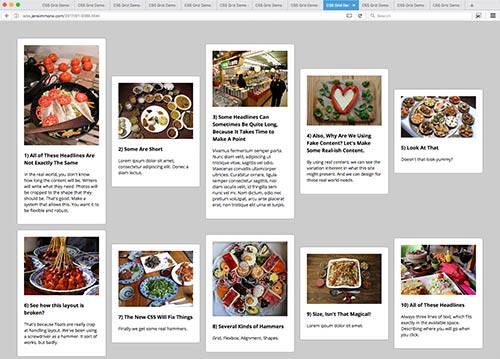 CSS Grid Demo
CSS Grid Demo
CSS Grid Demo
CSS Grid Demo
CSS Grid Demo
CSS Grid Demo
CSS Grid Demo
CSS Grid Demo
CSS Grid Demo
CSS Grid Demo
labs.jensimmons.com/2017/01-008B.html
Search
1) All of These Headlines Are
Not Exactly The Same
In the real world, you don't
know how long the content will be. Writers
will write what they need. Photos will
be cropped to the shape that they
should be. That's good. Make a
system that allows this. You want it to
be flexible and robust.
2) Some Are Short
Lorem ipsum dolor sit amet,
consectetur adipiscing elit. Donec a
diam lectus.
3) Some Headlines Can
Sometimes Be Quite Long,
Because It Takes Time to
Make A Point
Vivamus fermentum semper porta.
Nunc diam velit, adipiscing ut
tristique vitae, sagittis vel odio.
Maecenas convallis ullamcorper
ultricies. Curabitur ornare, ligula
semper consectetur sagittis, nisi
diam iaculis velit, id fringilla sem
nunc vel mi. Nam dictum, odio nec
pretium volutpat, arcu ante placerat
erat, non tristique elit urna et turpis.
4) Also, Why Are We Using
Fake Content? Let's Make
Some Real-ish Content.
By using real content, we can see the
variation inherent in what this site
might present. And we can design for
those real world needs.
5) Look At That
Doesn't that look yummy?
6) See how this layout is
broken?
That's because floats are really crap
at handling layout. We've been using
a screwdriver as a hammer. It sort of
works, but badly.
7) The New CSS Will Fix Things
Finally we get some real hammers.
8) Several Kinds of Hammers
Grid, Flexbox, Alignment, Shapes.
9) Size, Isn't That Magical!
Lorem ipsum dolor sit amet.
10) All of These Headlines
Always three lines of text, which fits
exactly in the available space.
Describing where you will go when
you click.